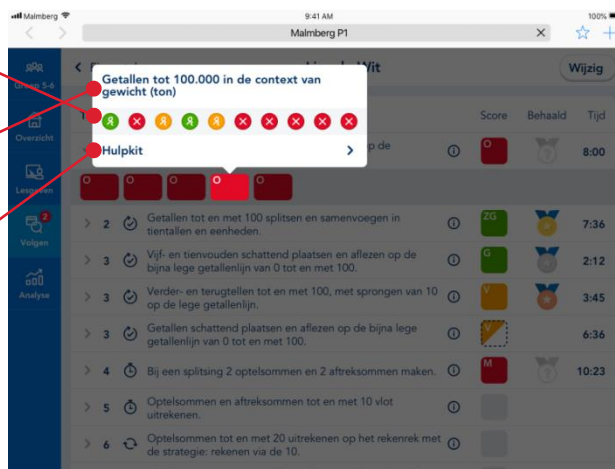 Malmberg
9:41 AM
100%
Malmberg P1
Groep 5-6
Wit
Wijzig
Getallen tot 100.000 in de context van
gewicht (ton)
Hulpkit
Overzicht
Score Behaald Tijd
op de
O
?
8:00
Lesgeven
O O O O O
2
Volgen
2 Getallen tot en met 100 splitsen en samenvoegen in
tientallen en eenheden.
ZG
7:36
3 Vijf- en tienvouden schattend plaatsen en aflezen op de
bijna lege getallenlijn van 0 tot en met 100.
G
2:12
Analyse
3 Verder- en terugtellen tot en met 100, met sprongen van 10
op de lege getallenlijn.
V
3:45
3 Getallen schattend plaatsen en aflezen op de bijna lege
getallenlijn van 0 tot en met 100.
V
6:36
4 Bij een splitsing 2 optelsommen en 2 aftreksommen maken.
M
?
10:23
5 Optelsommen en aftreksommen tot en met 10 vlot
uitrekenen.
6 Optelsommen tot en met 20 uitrekenen op het rekenrek met
de strategie: rekenen via de 10.